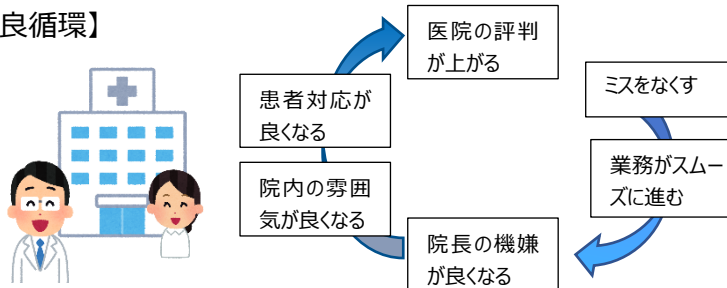 良循環】
医院の評判
が上がる
ミスをなくす
患者対応が
良くなる
業務がスムー
ズに進む
院内の雰囲
気が良くなる
院長の機嫌
が良くなる